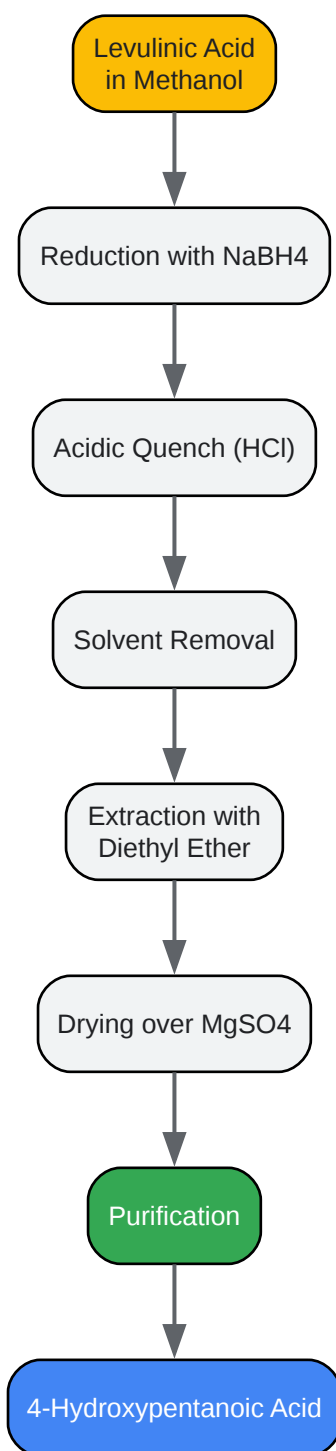 Levulinic Acid
in Methanol
Reduction with NaBH4
Acidic Quench (HCl)
Solvent Removal
Extraction with
Diethyl Ether
Drying over MgSO4
Purification
4-Hydroxypentanoic Acid